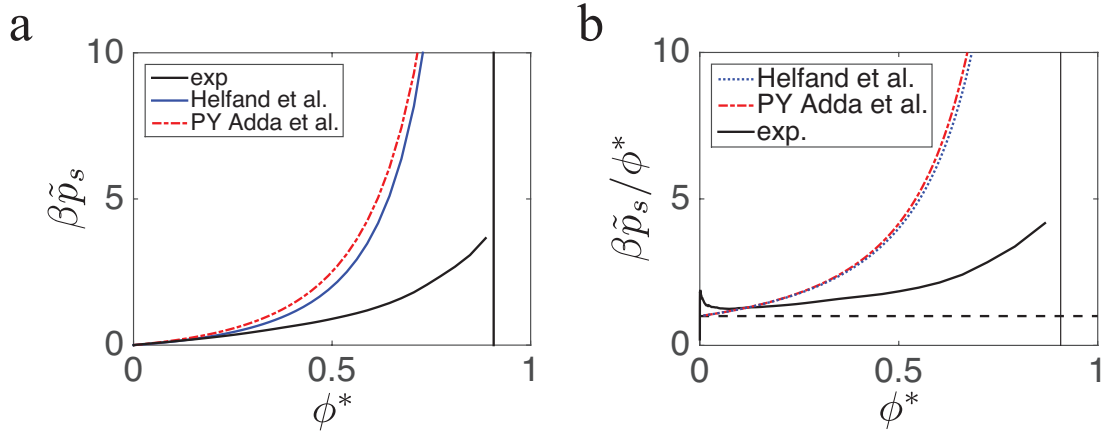 a
10
5
0
0
0.5
1
βp̃ₛ
ϕ*
exp
Helfand et al.
PY Adda et al.
b
10
5
0
0
0.5
1
βp̃ₛ/ϕ*
ϕ*
Helfand et al.
PY Adda et al.
exp.